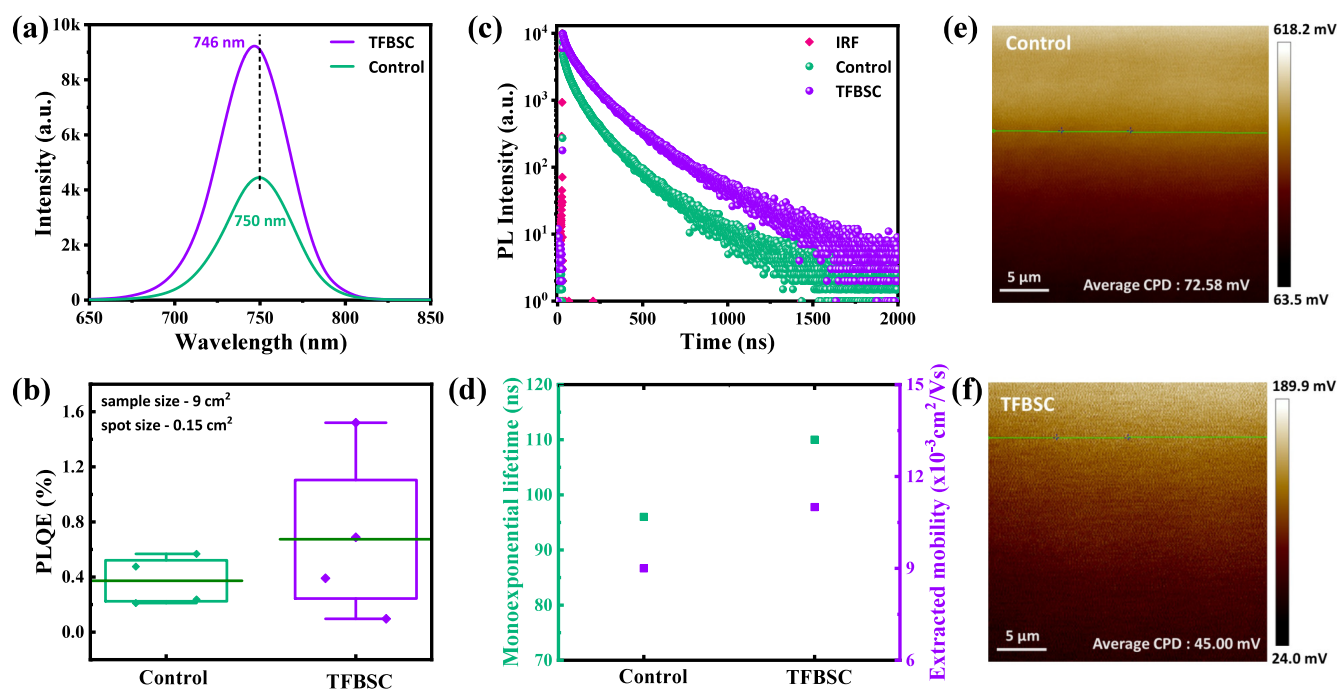 (a)
10k
8k
6k
4k
2k
0
Intensity (a.u.)
746 nm
750 nm
TFBSC
Control
650
700
750
800
850
Wavelength (nm)
(b)
1.6
1.2
0.8
0.4
0.0
PLQE (%)
sample size - 9 cm²
spot size - 0.15 cm²
Control
TFBSC
(c)
10⁴
10³
10²
10¹
10⁰
PL Intensity (a.u.)
IRF
Control
TFBSC
0
500
1000
1500
2000
Time (ns)
(d)
120
110
100
90
80
70
Monoexponential lifetime (ns)
15
12
9
6
Extracted mobility (x10⁻³cm²/Vs)
Control
TFBSC
(e)
Control
618.2 mV
63.5 mV
5 µm
Average CPD : 72.58 mV
(f)
TFBSC
189.9 mV
24.0 mV
5 µm
Average CPD : 45.00 mV